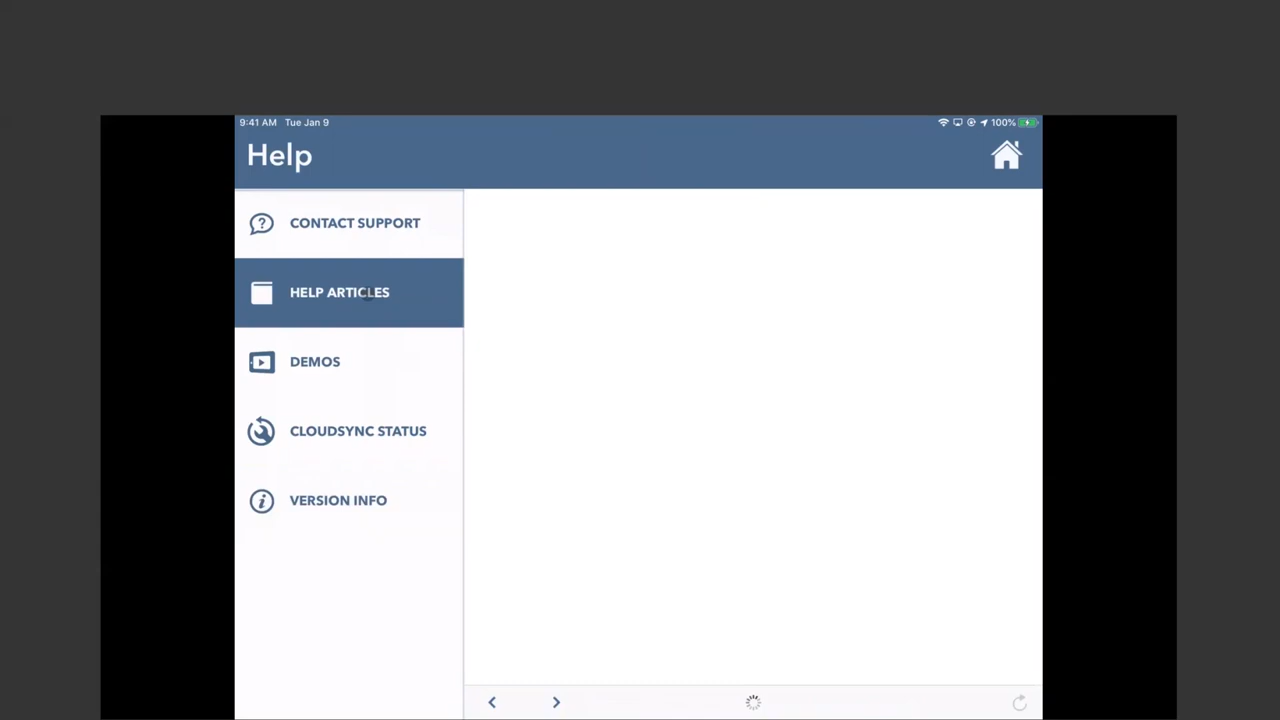 9:41 AM Tue Jan 9
100%
Help
CONTACT SUPPORT
HELP ARTICLES
DEMOS
CLOUDSYNC STATUS
VERSION INFO